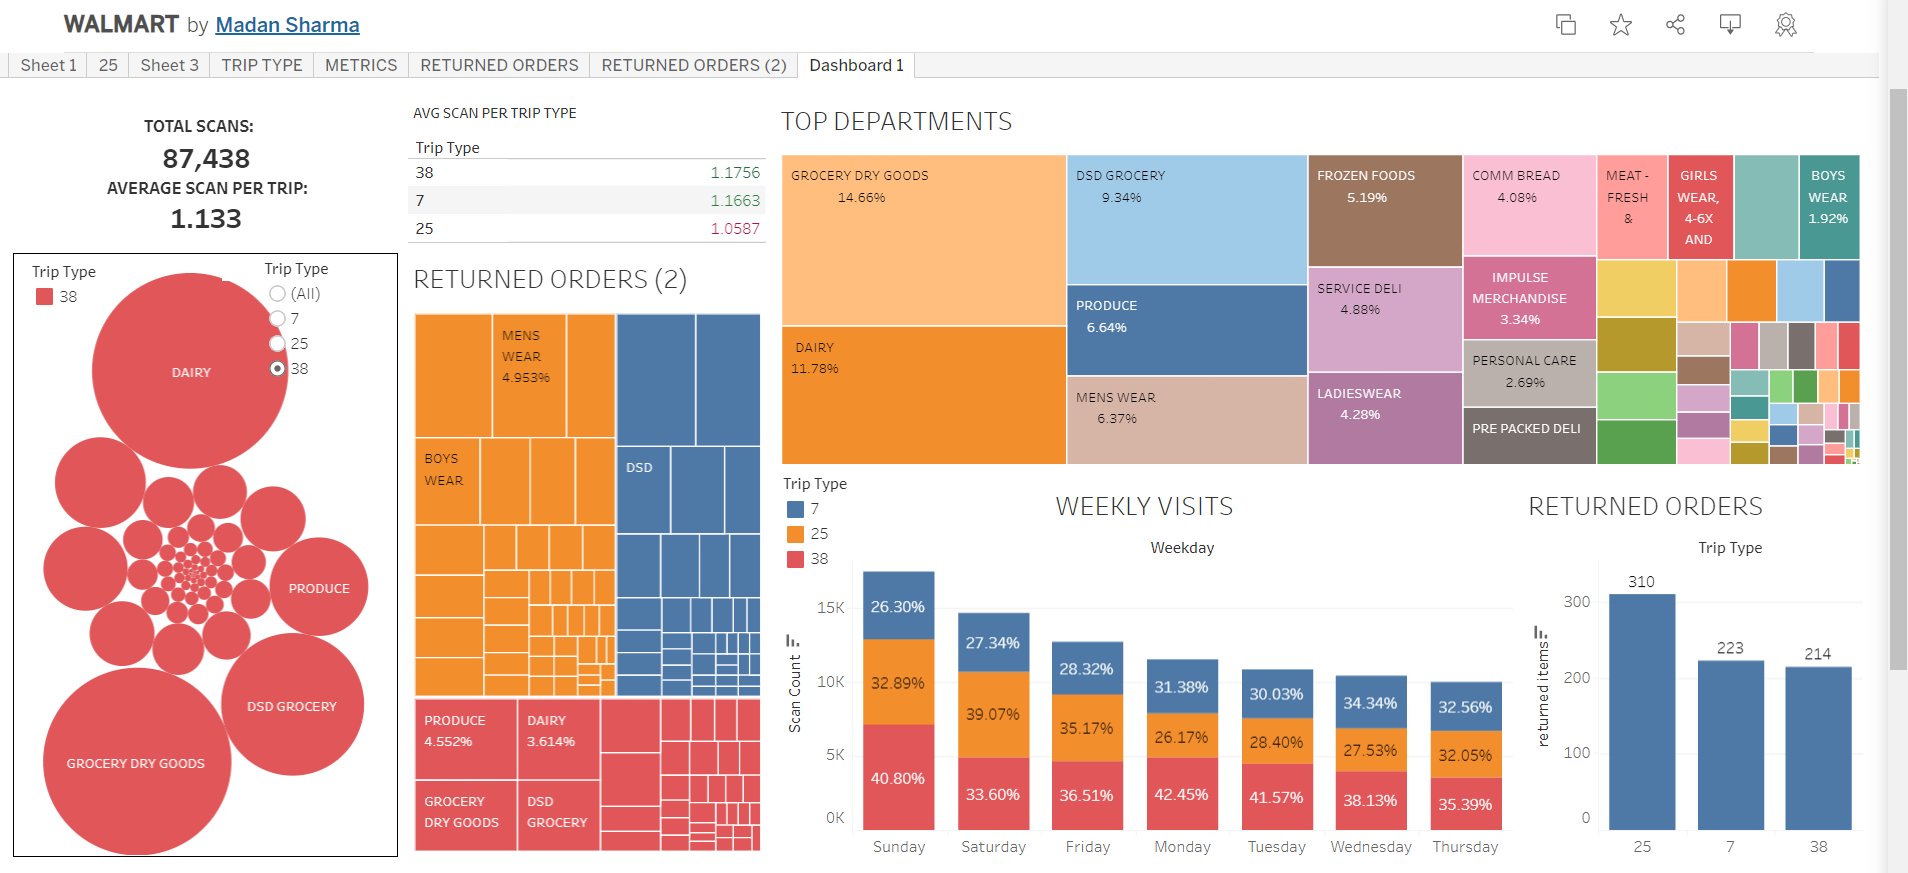 WALMART by Madan Sharma
Sheet 1
25
Sheet 3
TRIP TYPE
METRICS
RETURNED ORDERS
RETURNED ORDERS (2)
Dashboard 1
TOTAL SCANS:
87,438
AVERAGE SCAN PER TRIP:
1.133
Trip Type
38
Trip Type
(All)
7
25
38
DAIRY
PRODUCE
DSD GROCERY
GROCERY DRY GOODS
AVG SCAN PER TRIP TYPE
Trip Type
38 1.1756
7 1.1663
25 1.0587
RETURNED ORDERS (2)
MENS
WEAR
4.953%
BOYS
WEAR
DSD
PRODUCE
4.552%
DAIRY
3.614%
GROCERY
DRY GOODS
DSD
GROCERY
TOP DEPARTMENTS
GROCERY DRY GOODS
14.66%
DAIRY
11.78%
DSD GROCERY
9.34%
PRODUCE
6.64%
MENS WEAR
6.37%
FROZEN FOODS
5.19%
SERVICE DELI
4.88%
LADIESWEAR
4.28%
COMM BREAD
4.08%
IMPULSE
MERCHANDISE
3.34%
PERSONAL CARE
2.69%
PRE PACKED DELI
MEAT -
FRESH
&
GIRLS
WEAR,
4-6X
AND
BOYS
WEAR
1.92%
Trip Type
7
25
38
WEEKLY VISITS
Weekday
Scan Count
15K
10K
5K
0K
26.30%
32.89%
40.80%
27.34%
39.07%
33.60%
28.32%
35.17%
36.51%
31.38%
26.17%
42.45%
30.03%
28.40%
41.57%
34.34%
27.53%
38.13%
32.56%
32.05%
35.39%
Sunday
Saturday
Friday
Monday
Tuesday
Wednesday
Thursday
RETURNED ORDERS
Trip Type
returned items
300
200
100
0
310
223
214
25
7
38